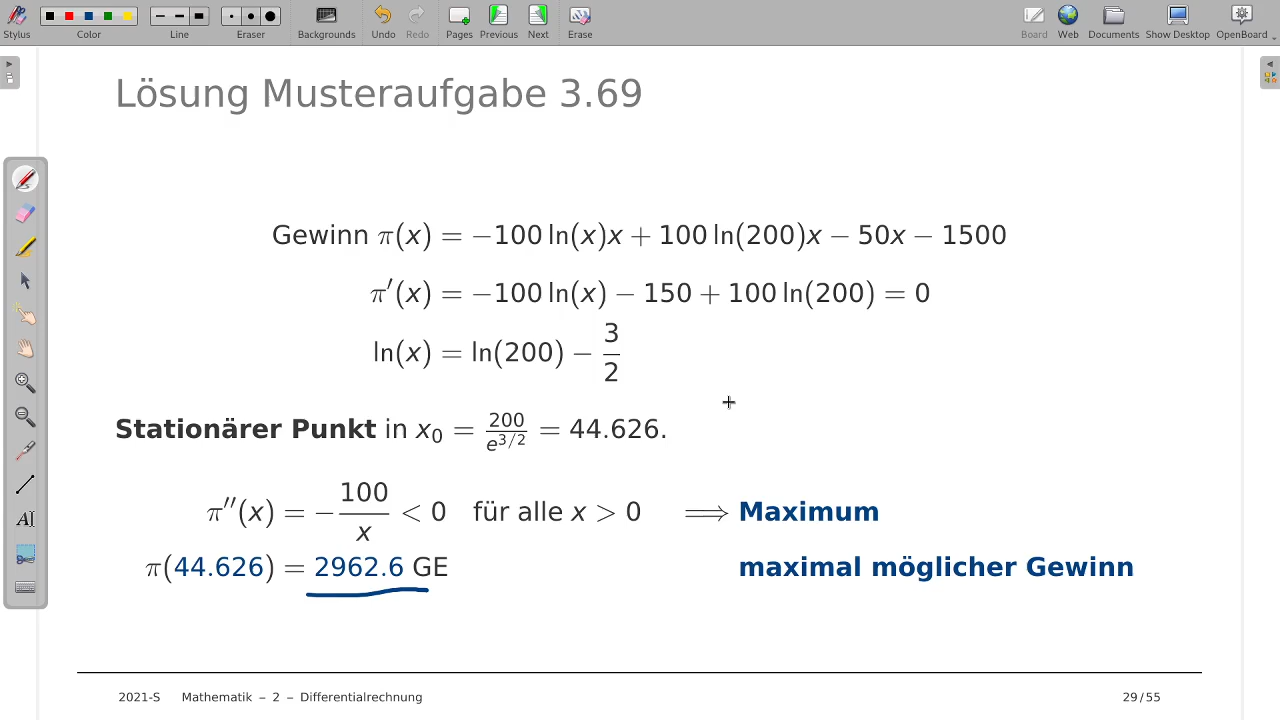 Stylus Color Line Eraser Backgrounds Undo Redo Pages Previous Next Erase Board Web Documents Show Desktop OpenBoard
Lösung Musteraufgabe 3.69
Gewinn π(x) = −100 ln(x)x + 100 ln(200)x − 50x − 1500
π′(x) = −100 ln(x) − 150 + 100 ln(200) = 0
ln(x) = ln(200) − 3/2
Stationärer Punkt in x₀ = 200/e^{3/2} = 44.626.
π″(x) = −100/x < 0 für alle x > 0 ⟹ Maximum
π(44.626) = 2962.6 GE maximal möglicher Gewinn
2021-S Mathematik – 2 – Differentialrechnung 29/55